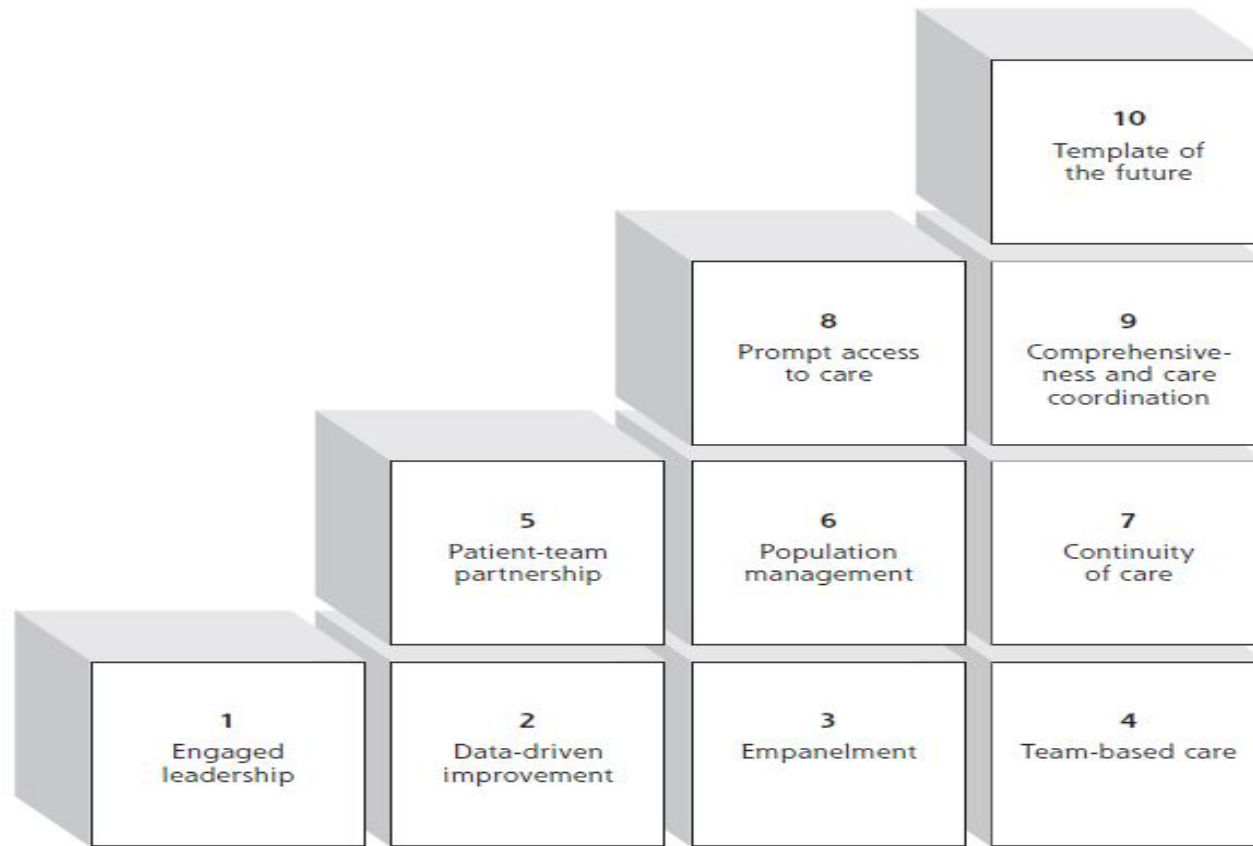 10
Template of
the future
8
Prompt access
to care
9
Comprehensive-
ness and care
coordination
5
Patient-team
partnership
6
Population
management
7
Continuity
of care
1
Engaged
leadership
2
Data-driven
improvement
3
Empanelment
4
Team-based care